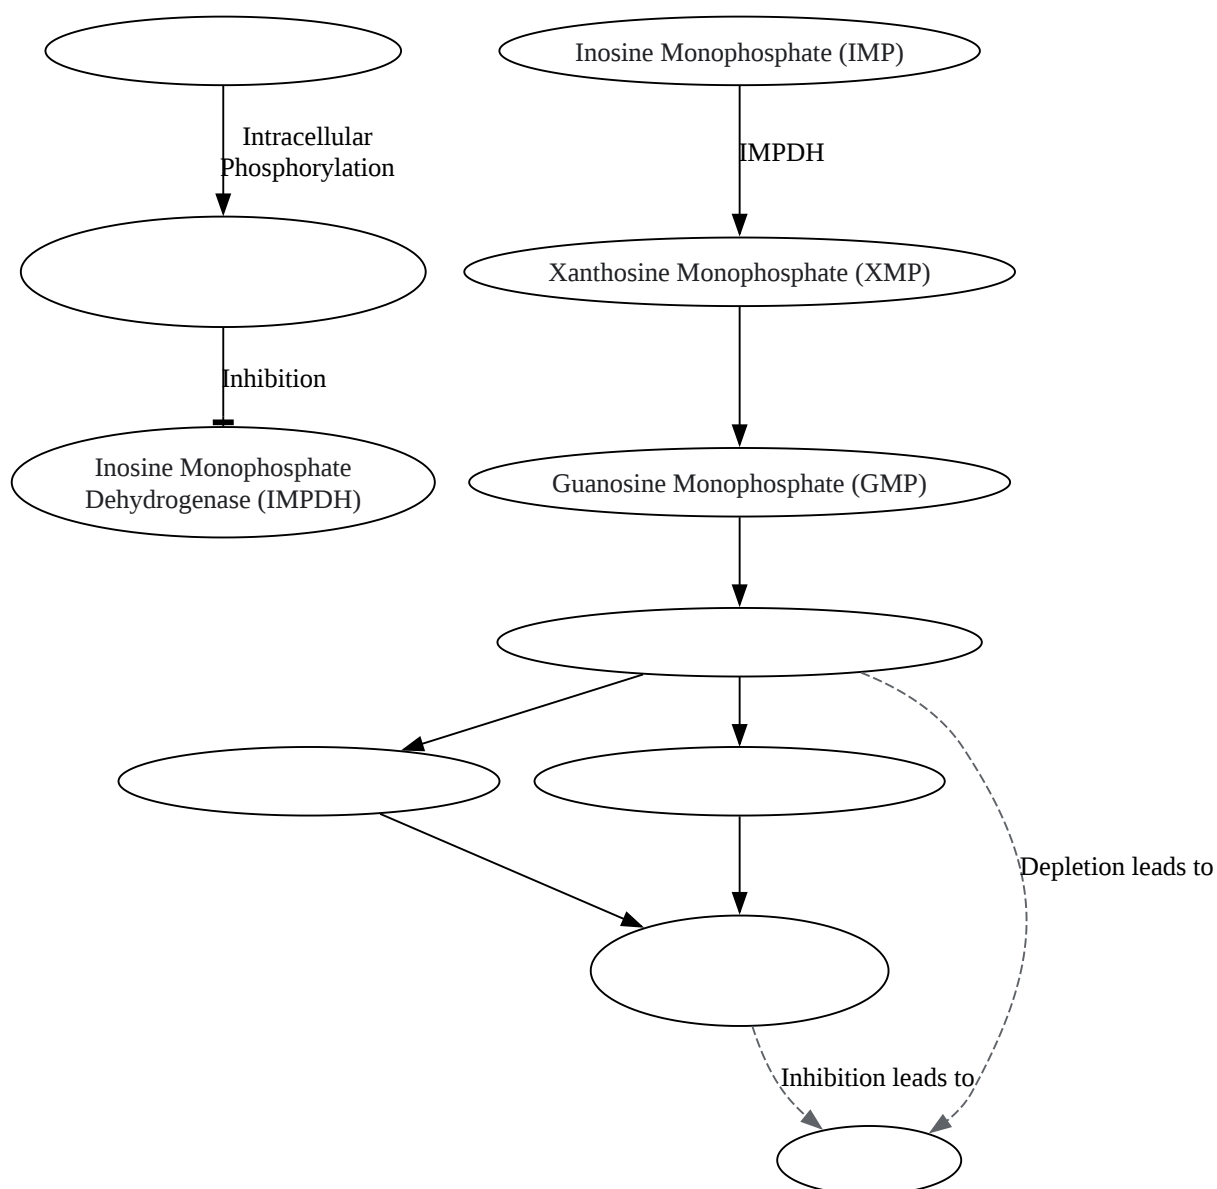 Inosine Monophosphate (IMP)
Intracellular
Phosphorylation
IMPDH
Xanthosine Monophosphate (XMP)
Inhibition
Inosine Monophosphate
Dehydrogenase (IMPDH)
Guanosine Monophosphate (GMP)
Depletion leads to
Inhibition leads to